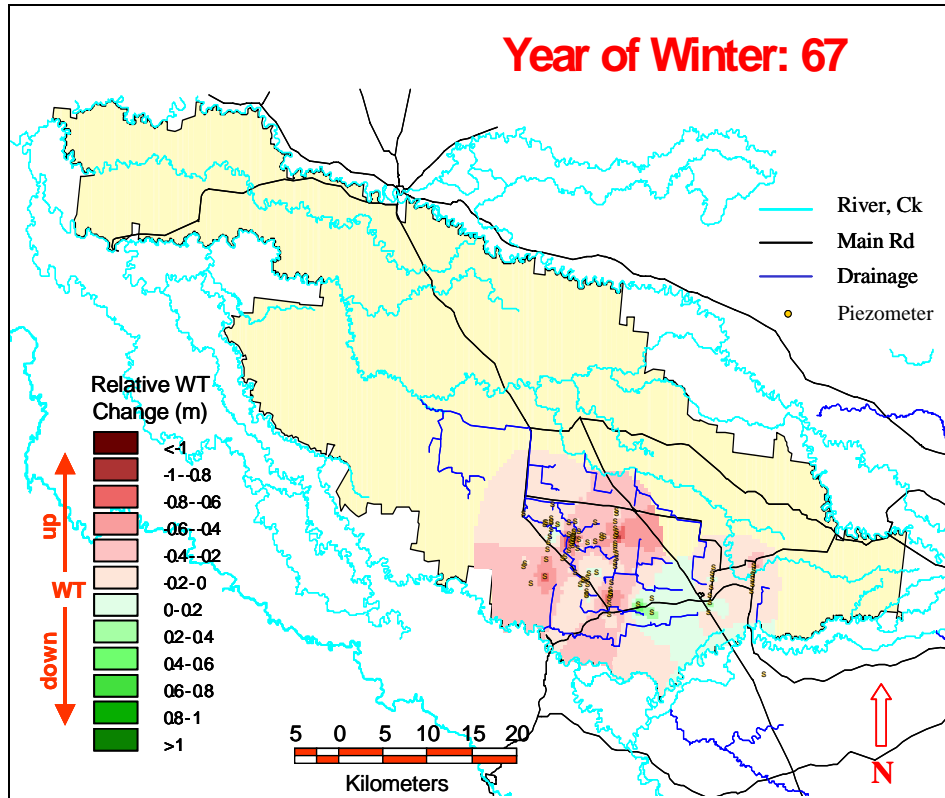 Year of Winter: 67
River, Ck
Main Rd
Drainage
Piezometer
Relative WT
Change (m)
<-1
-1--0.8
-0.8--0.6
-0.6--0.4
-0.4--0.2
-0.2-0
0-0.2
0.2-0.4
0.4-0.6
0.6-0.8
0.8-1
>1
up
WT
down
5 0 5 10 15 20
Kilometers
N